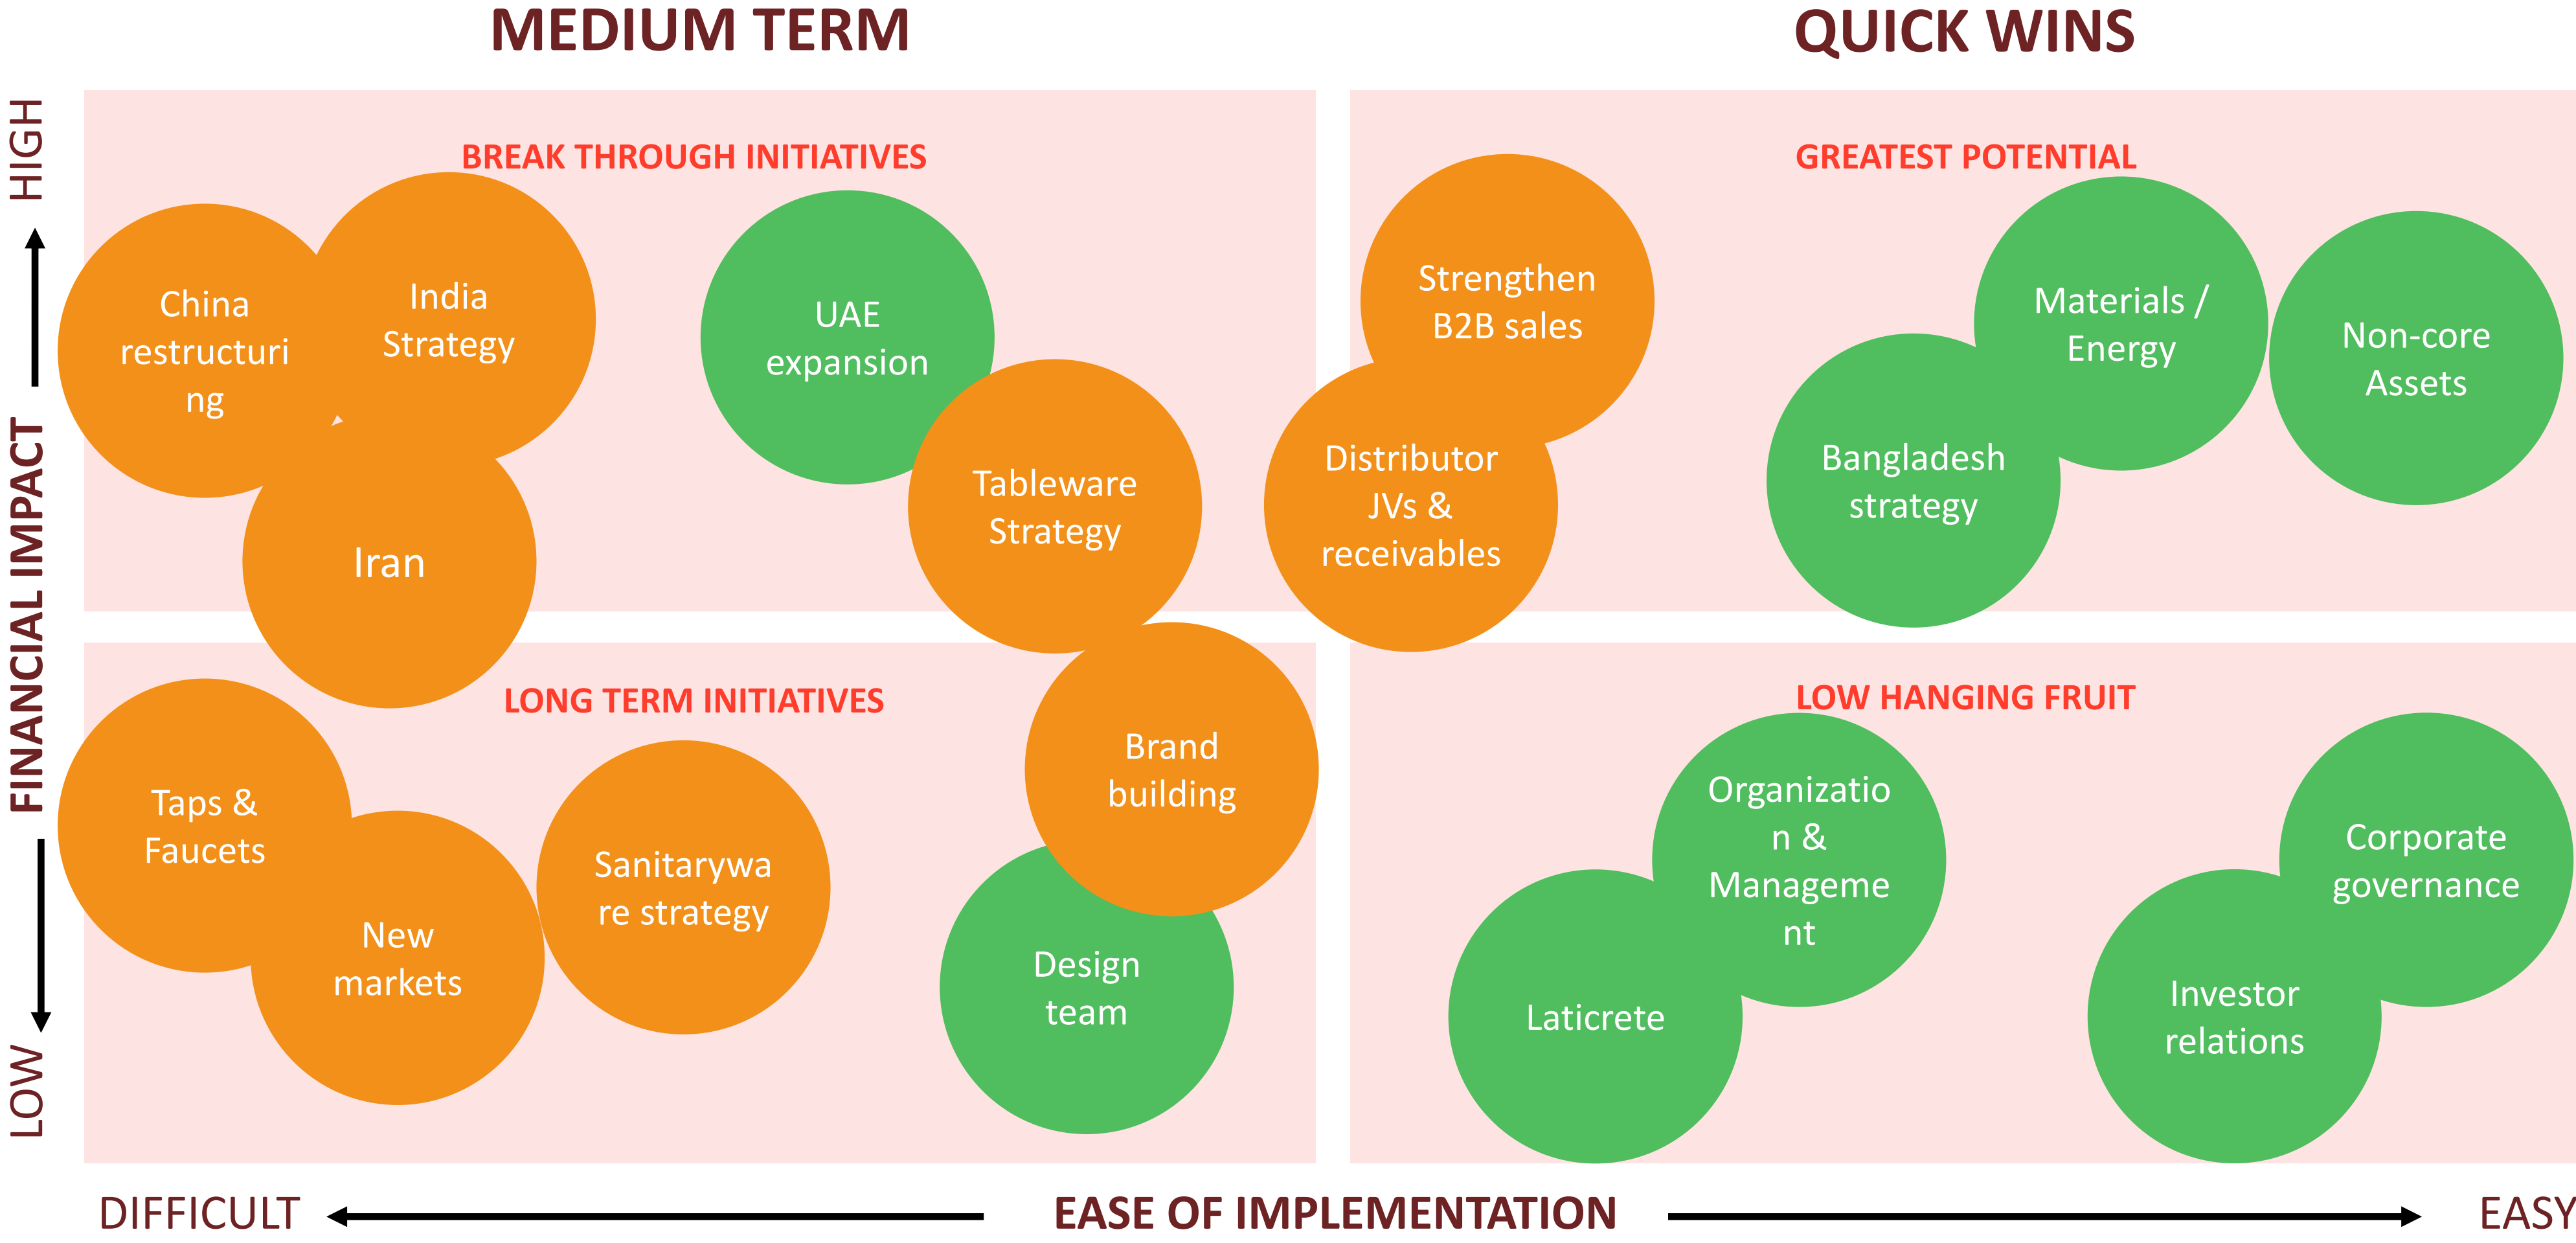 MEDIUM TERM
QUICK WINS
HIGH
FINANCIAL IMPACT
LOW
BREAK THROUGH INITIATIVES
China
restructuri
ng
India
Strategy
UAE
expansion
Iran
Tableware
Strategy
GREATEST POTENTIAL
Strengthen
B2B sales
Distributor
JVs &
receivables
Materials /
Energy
Bangladesh
strategy
Non-core
Assets
LONG TERM INITIATIVES
Taps &
Faucets
New
markets
Sanitarywa
re strategy
Brand
building
Design
team
LOW HANGING FRUIT
Organizatio
n &
Manageme
nt
Laticrete
Corporate
governance
Investor
relations
DIFFICULT
EASE OF IMPLEMENTATION
EASY